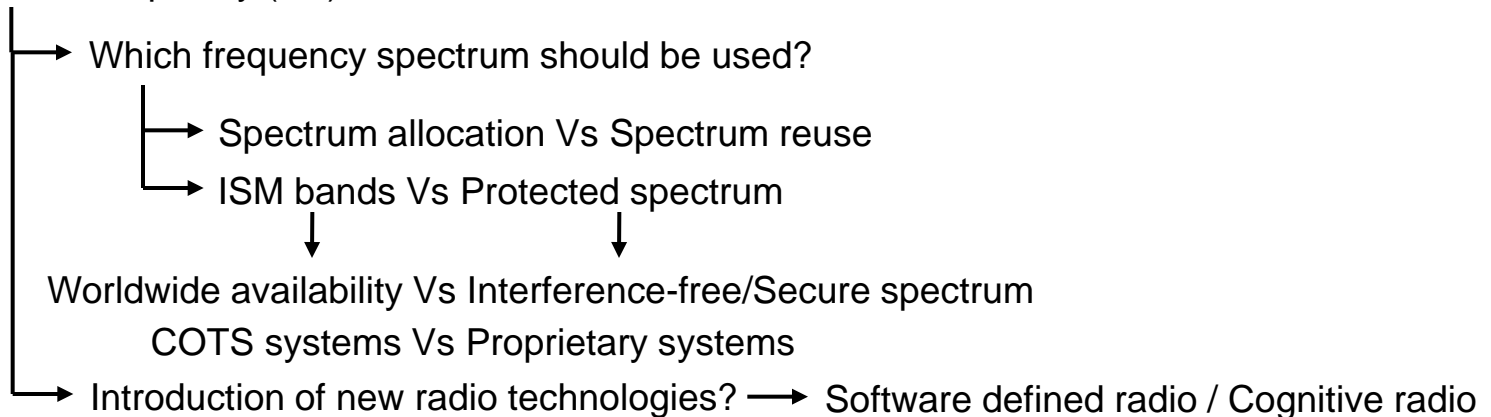 Which frequency spectrum should be used?
Spectrum allocation Vs Spectrum reuse
ISM bands Vs Protected spectrum
Worldwide availability Vs Interference-free/Secure spectrum
COTS systems Vs Proprietary systems
Introduction of new radio technologies? Software defined radio / Cognitive radio